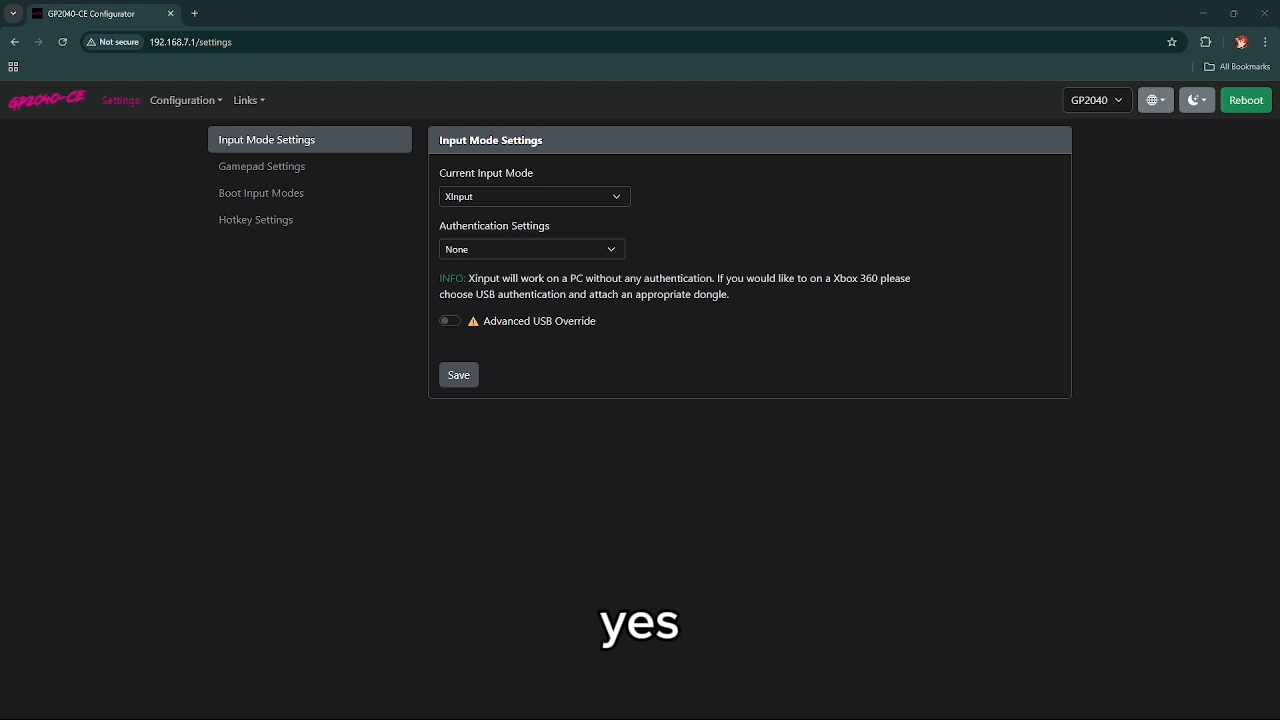 GP2040-CE Configurator
Not secure
192.168.7.1/settings
All Bookmarks
GP2040-CE
Settings
Configuration
Links
GP2040
Reboot
Input Mode Settings
Gamepad Settings
Boot Input Modes
Hotkey Settings
Input Mode Settings
Current Input Mode
XInput
Authentication Settings
None
INFO: Xinput will work on a PC without any authentication. If you would like to on a Xbox 360 please
choose USB authentication and attach an appropriate dongle.
Advanced USB Override
Save
yes